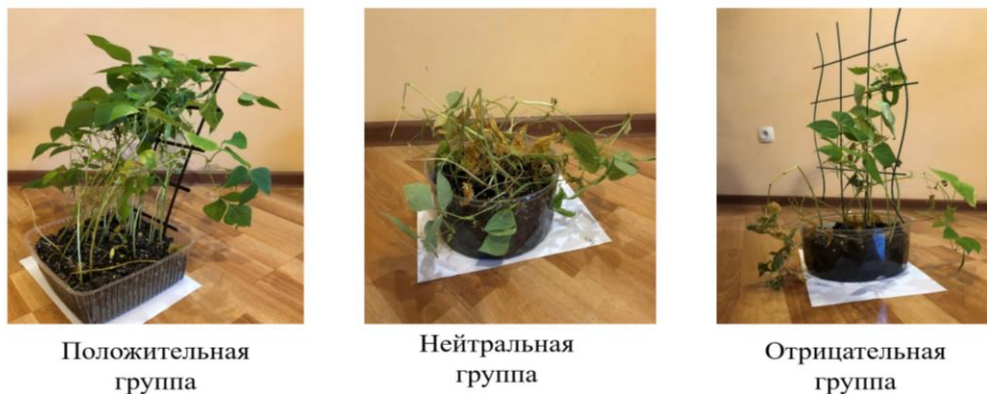 Положительная
группа
Нейтральная
группа
Отрицательная
группа